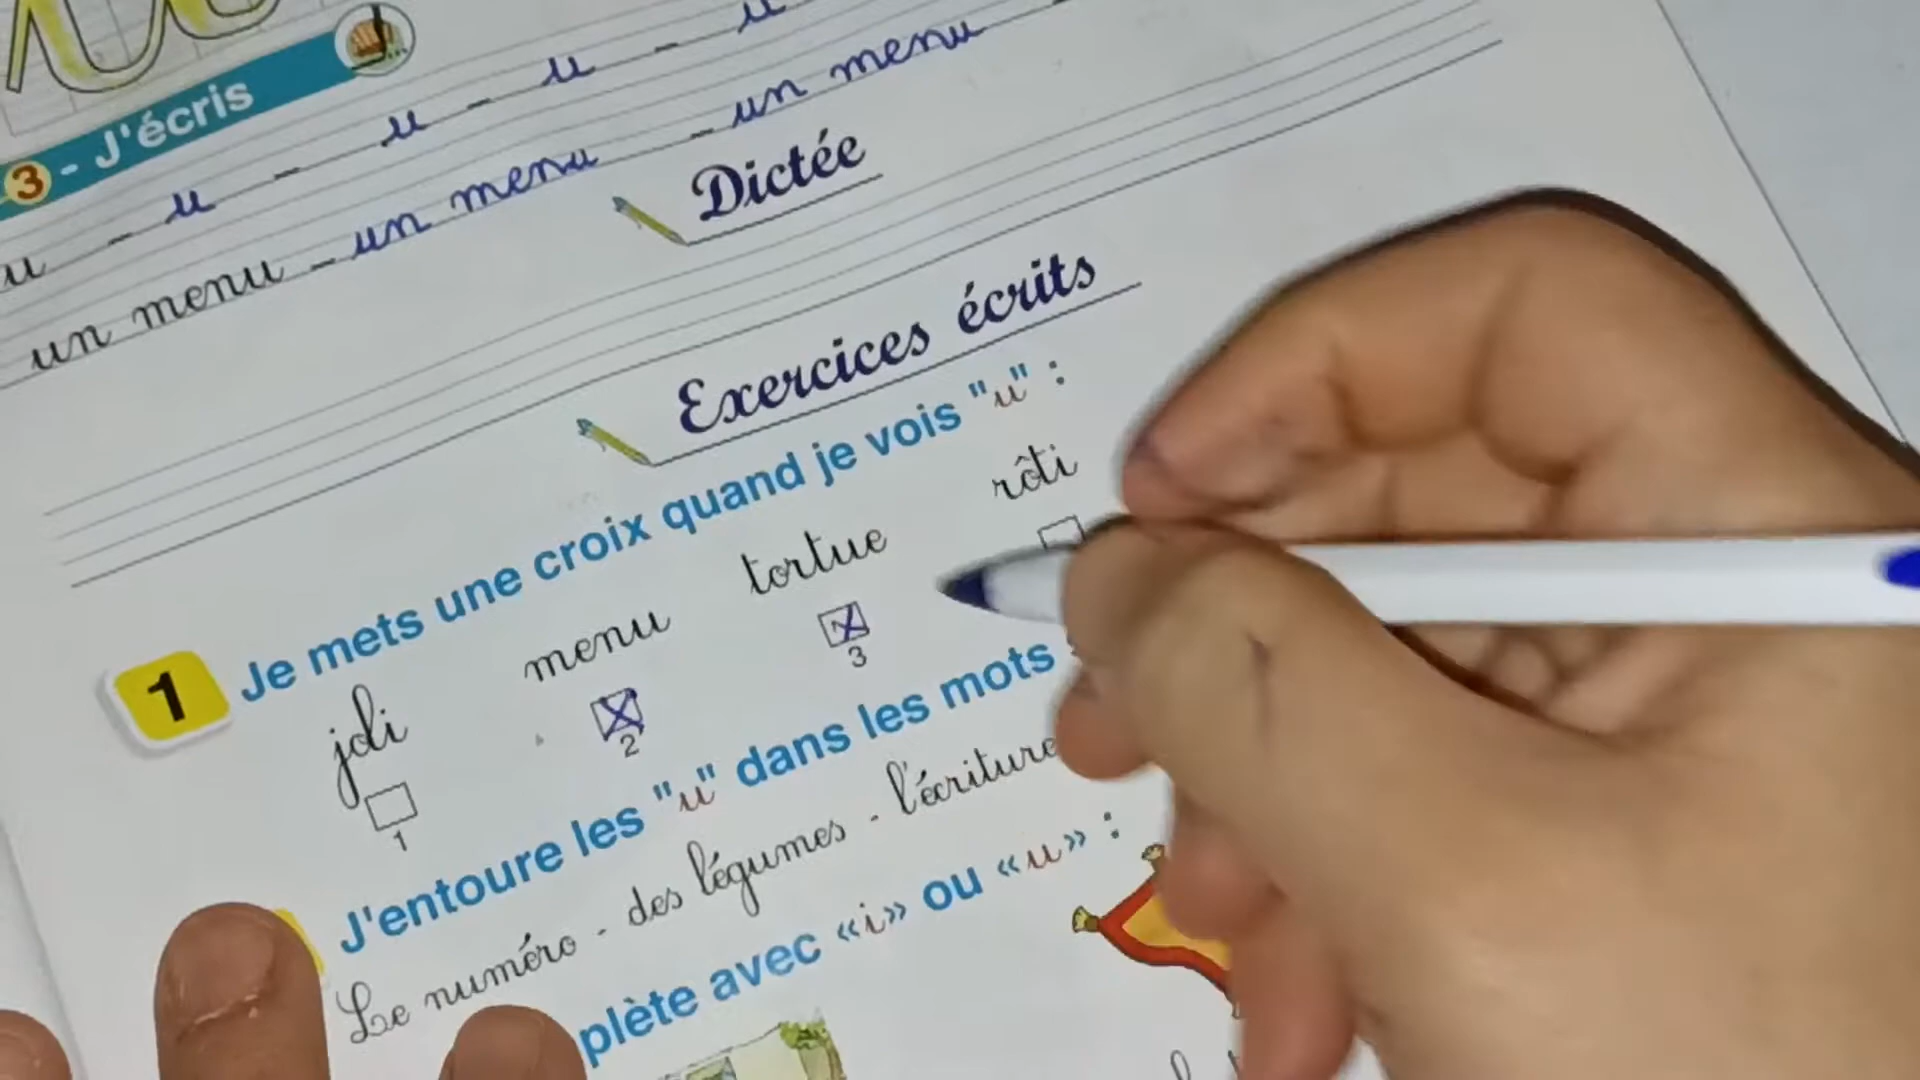 u - u - u - u
3 - J'écris
un menu - un menu - un menu
Dictée
Exercices écrits
1 Je mets une croix quand je vois "u" :
joli menu tortue rôti
1 2 3
J'entoure les "u" dans les mots
Le numéro - des légumes - l'écriture
plète avec «i» ou «u» :